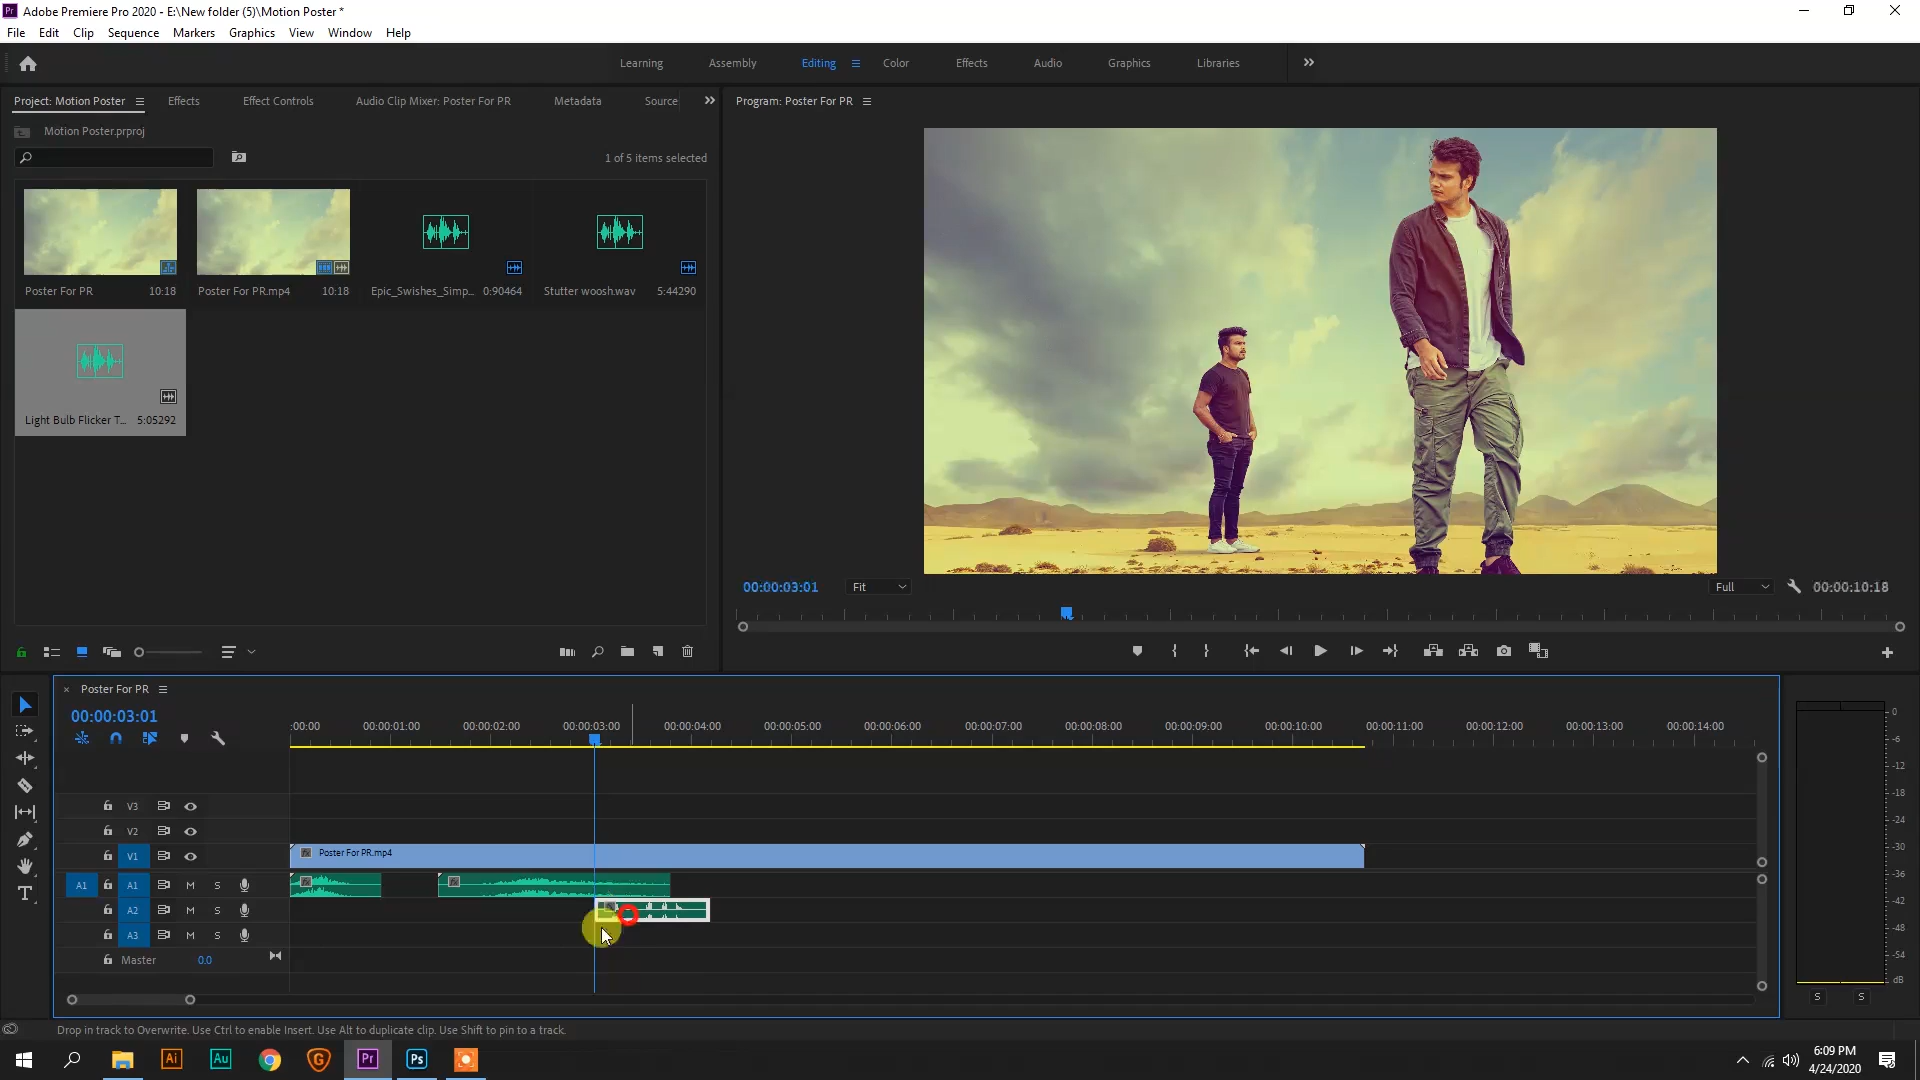 Adobe Premiere Pro 2020 - E:\New folder (5)\Motion Poster *
File Edit Clip Sequence Markers Graphics View Window Help
Learning Assembly Editing Color Effects Audio Graphics Libraries
Project: Motion Poster Effects Effect Controls Audio Clip Mixer: Poster For PR Metadata Source
Program: Poster For PR
Motion Poster.prproj
1 of 5 items selected
Poster For PR 10:18
Poster For PR.mp4 10:18
Epic_Swishes_Simp... 0:90464
Stutter woosh.wav 5:44290
Light Bulb Flicker T... 5:05292
00:00:03:01 Fit Full 00:00:10:18
Poster For PR
00:00:03:01
:00:00 00:00:01:00 00:00:02:00 00:00:03:00 00:00:04:00 00:00:05:00 00:00:06:00 00:00:07:00 00:00:08:00 00:00:09:00 00:00:10:00 00:00:11:00 00:00:12:00 00:00:13:00 00:00:14:00
V3
V2
V1 Poster For PR.mp4
A1 A1 M S
A2 M S
A3 M S
Master 0.0
0
-6
-12
-18
-24
-30
-36
-42
-48
-54
dB
S S
Drop in track to Overwrite. Use Ctrl to enable Insert. Use Alt to duplicate clip. Use Shift to pin to a track.
6:09 PM
4/24/2020